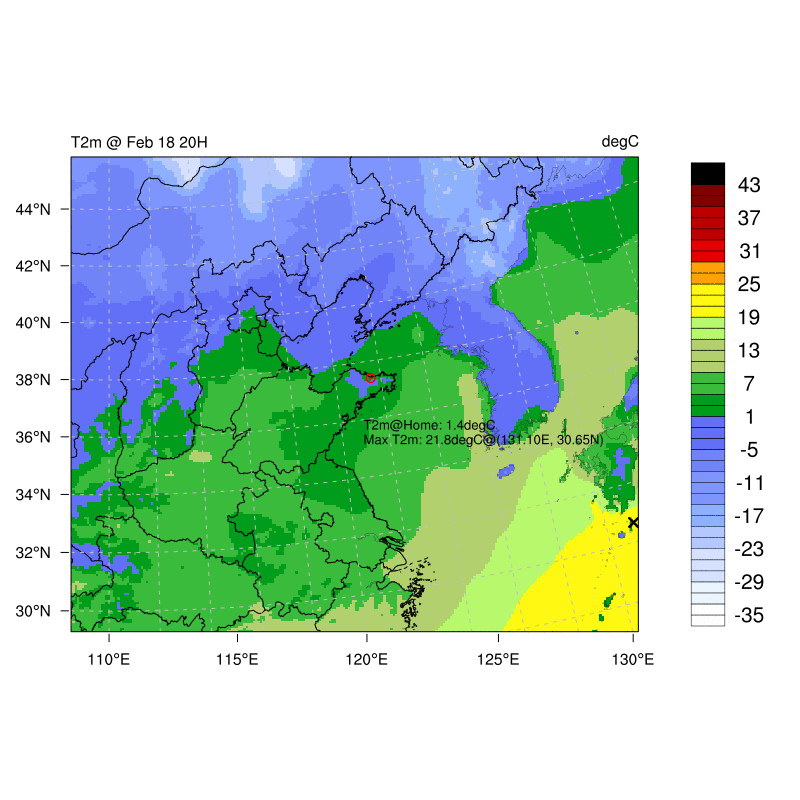 T2m @ Feb 18 20H
degC
44°N
42°N
40°N
38°N
36°N
34°N
32°N
30°N
110°E
115°E
120°E
125°E
130°E
T2m@Home: 1.4degC
Max T2m: 21.8degC@(131.10E, 30.65N)
43
37
31
25
19
13
7
1
-5
-11
-17
-23
-29
-35